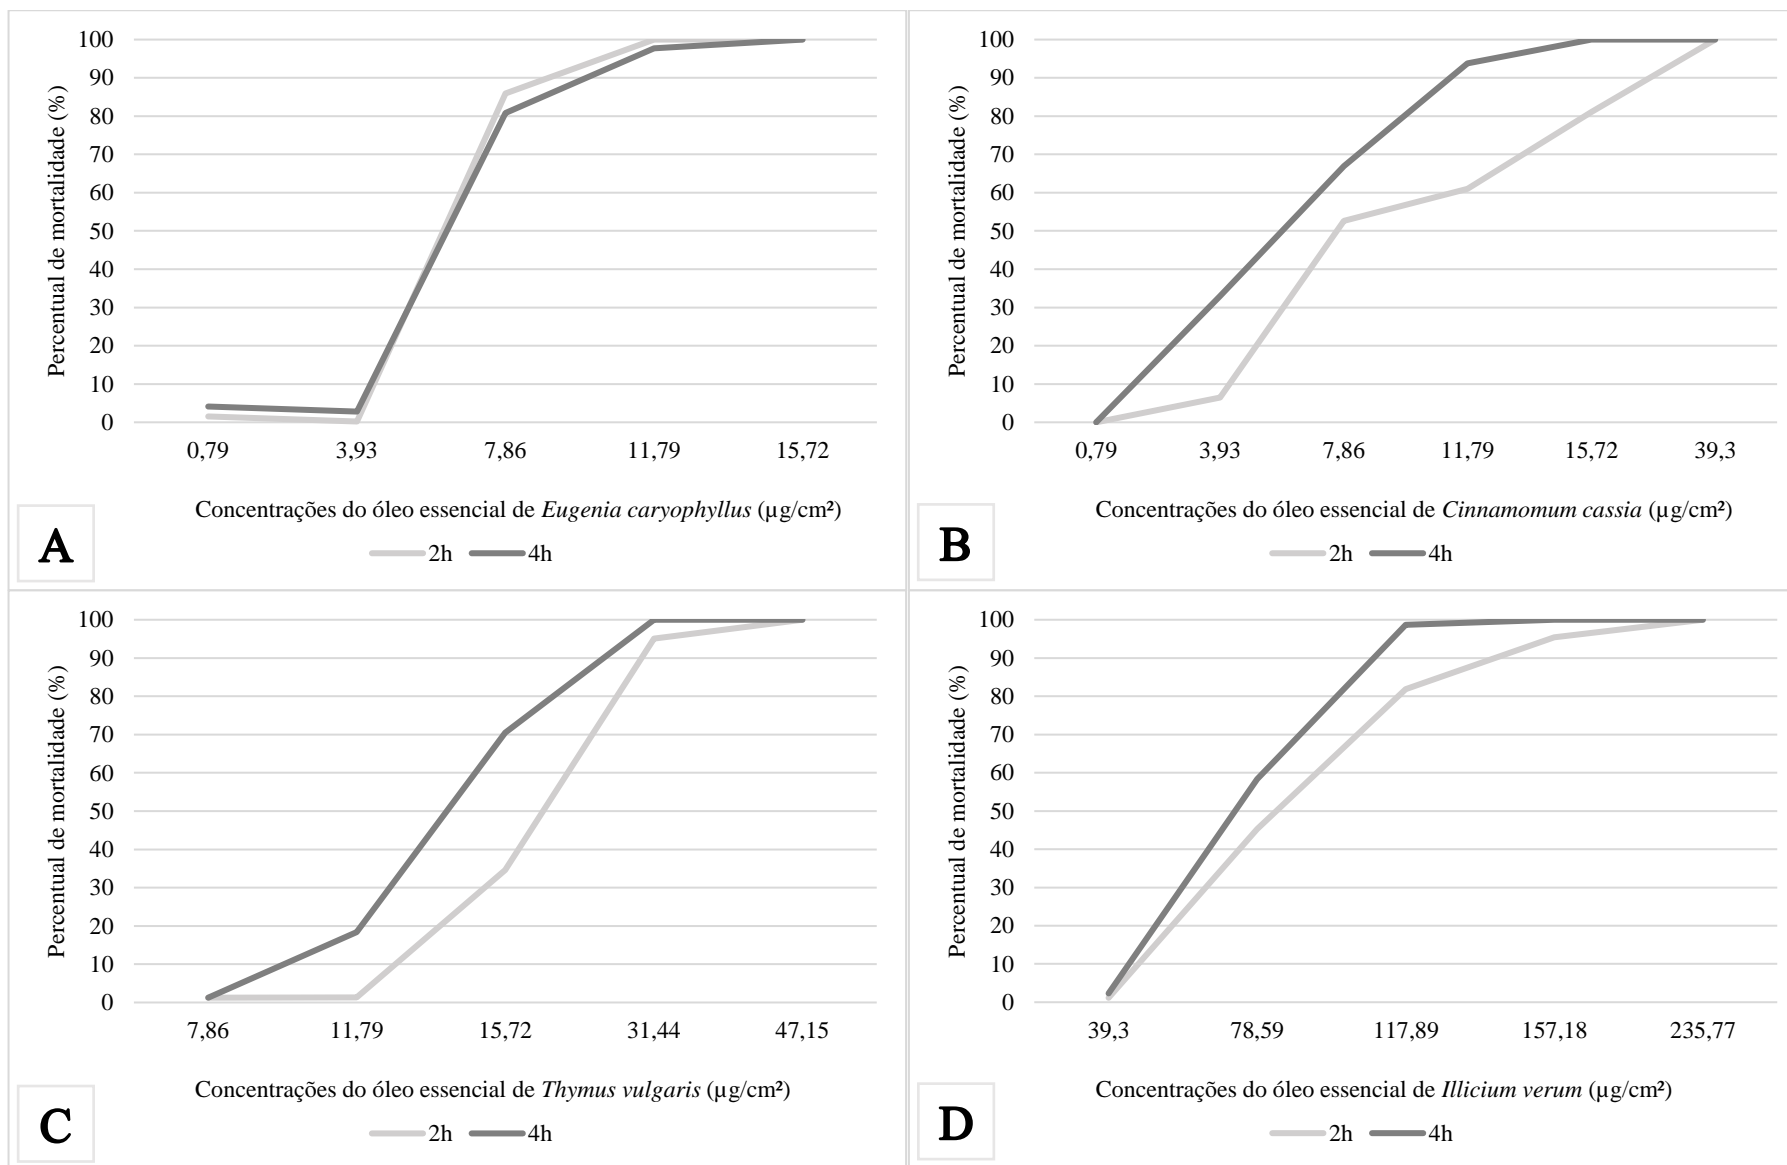 100
90
80
70
60
50
40
30
20
10
0
Percentual de mortalidade (%)
0,79 3,93 7,86 11,79 15,72
Concentrações do óleo essencial de Eugenia caryophyllus (µg/cm²)
2h 4h
A
100
90
80
70
60
50
40
30
20
10
0
Percentual de mortalidade (%)
0,79 3,93 7,86 11,79 15,72 39,3
Concentrações do óleo essencial de Cinnamomum cassia (µg/cm²)
2h 4h
B
100
90
80
70
60
50
40
30
20
10
0
Percentual de mortalidade (%)
7,86 11,79 15,72 31,44 47,15
Concentrações do óleo essencial de Thymus vulgaris (µg/cm²)
2h 4h
C
100
90
80
70
60
50
40
30
20
10
0
Percentual de mortalidade (%)
39,3 78,59 117,89 157,18 235,77
Concentrações do óleo essencial de Illicium verum (µg/cm²)
2h 4h
D